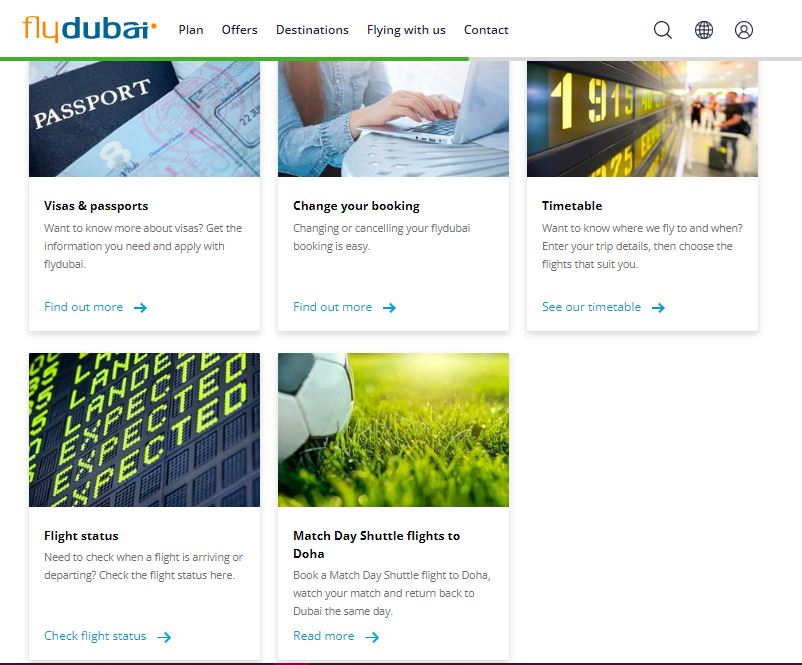 flydubai
Plan
Offers
Destinations
Flying with us
Contact
PASSPORT
1915
Visas & passports
Want to know more about visas? Get the
information you need and apply with
flydubai.
Find out more
Change your booking
Changing or cancelling your flydubai
booking is easy.
Find out more
Timetable
Want to know where we fly to and when?
Enter your trip details, then choose the
flights that suit you.
See our timetable
LANDED
LANDED
EXPECTED
EXPECTED
EXPECTED
Flight status
Need to check when a flight is arriving or
departing? Check the flight status here.
Check flight status
Match Day Shuttle flights to
Doha
Book a Match Day Shuttle flight to Doha,
watch your match and return back to
Dubai the same day.
Read more